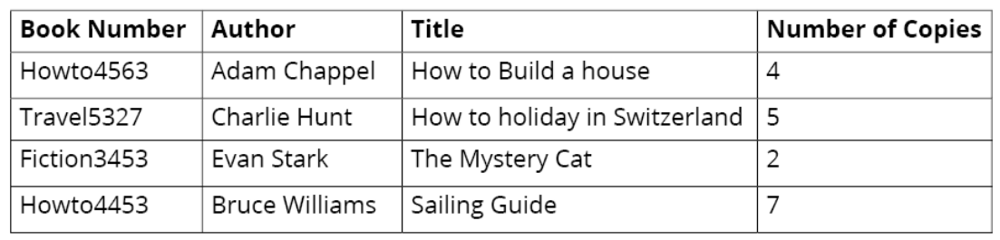 Book Number Author Title Number of Copies
Howto4563 Adam Chappel How to Build a house 4
Travel5327 Charlie Hunt How to holiday in Switzerland 5
Fiction3453 Evan Stark The Mystery Cat 2
Howto4453 Bruce Williams Sailing Guide 7